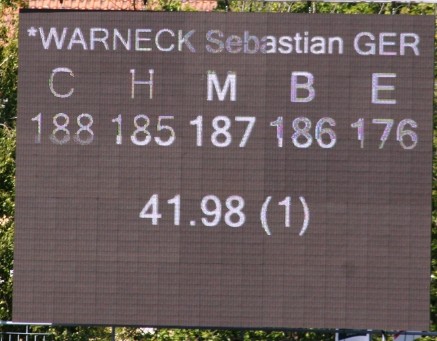 *WARNECK Sebastian GER
C H M B E
188 185 187 186 176
41.98 (1)